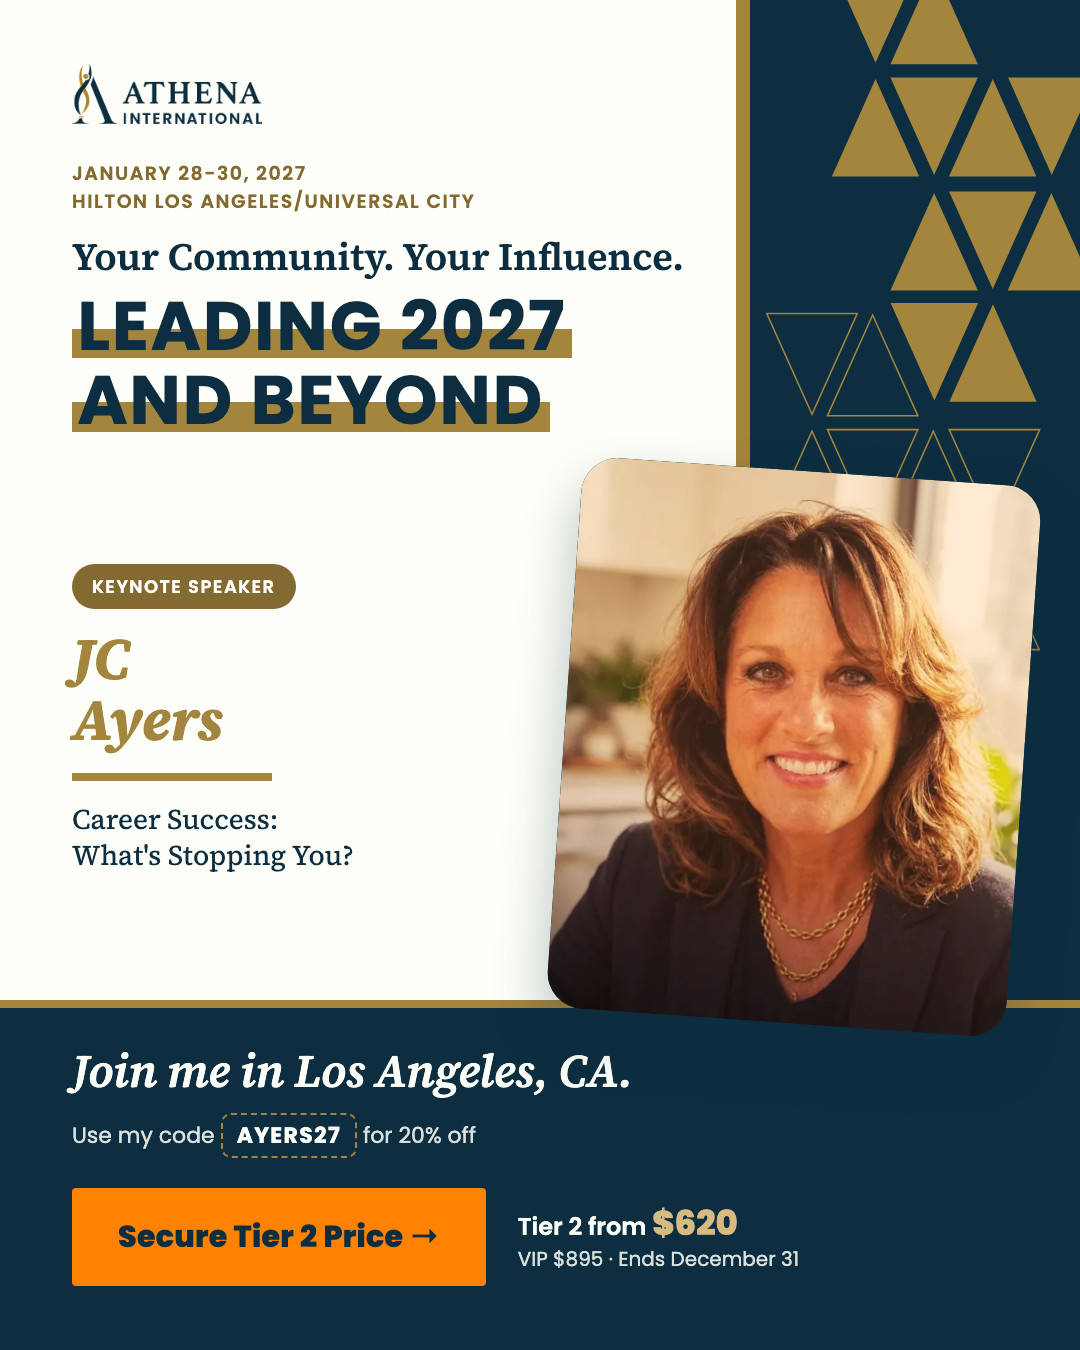 ATHENA
INTERNATIONAL
JANUARY 28-30, 2027
HILTON LOS ANGELES/UNIVERSAL CITY
Your Community. Your Influence.
LEADING 2027
AND BEYOND
KEYNOTE SPEAKER
JC
Ayers
Career Success:
What's Stopping You?
Join me in Los Angeles, CA.
Use my code AYERS27 for 20% off
Secure Tier 2 Price →
Tier 2 from $620
VIP $895 · Ends December 31